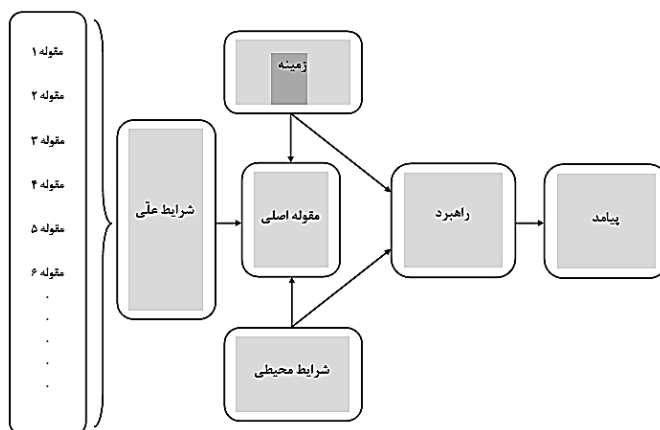 مقوله ۱
مقوله ۲
مقوله ۳
مقوله ۴
مقوله ۵
مقوله ۶
.
.
.
.
.
شرایط علّی
زمینه
مقوله اصلی
شرایط محیطی
راهبرد
پیامد